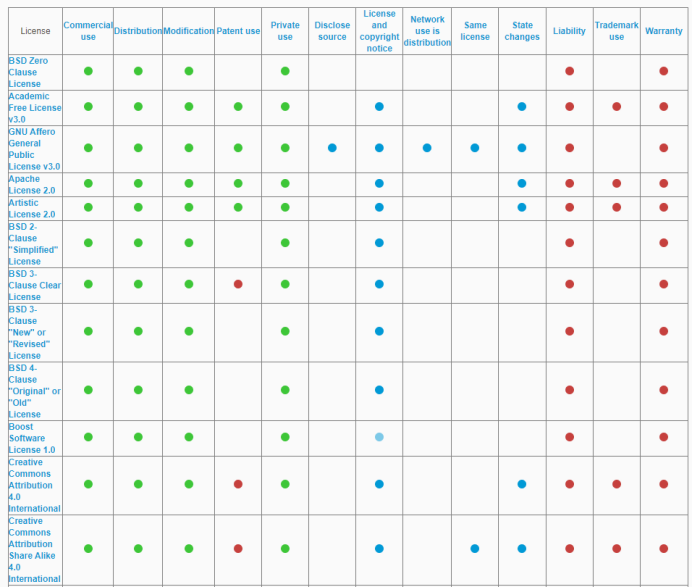 License
Commercial
use
Distribution
Modification
Patent use
Private
use
Disclose
source
License
and
copyright
notice
Network
use is
distribution
Same
license
State
changes
Liability
Trademark
use
Warranty
BSD Zero
Clause
License
Academic
Free License
v3.0
GNU Affero
General
Public
License v3.0
Apache
License 2.0
Artistic
License 2.0
BSD 2-
Clause
"Simplified"
License
BSD 3-
Clause Clear
License
BSD 3-
Clause
"New" or
"Revised"
License
BSD 4-
Clause
"Original" or
"Old"
License
Boost
Software
License 1.0
Creative
Commons
Attribution
4.0
International
Creative
Commons
Attribution
Share Alike
4.0
International